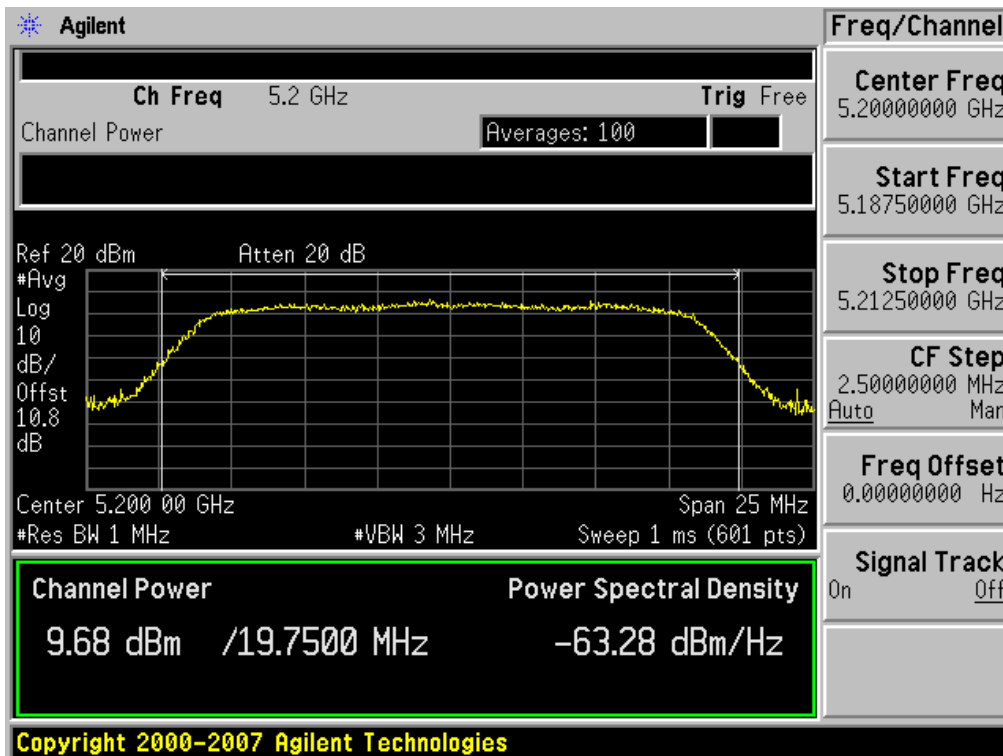 Agilent
Freq/Channel
Ch Freq 5.2 GHz Trig Free
Channel Power Averages: 100
Ref 20 dBm Atten 20 dB
#Avg
Log
10
dB/
Offst
10.8
dB
Center 5.200 00 GHz Span 25 MHz
#Res BW 1 MHz #VBW 3 MHz Sweep 1 ms (601 pts)
Channel Power Power Spectral Density
9.68 dBm /19.7500 MHz -63.28 dBm/Hz
Center Freq
5.20000000 GHz
Start Freq
5.18750000 GHz
Stop Freq
5.21250000 GHz
CF Step
2.50000000 MHz
Auto Man
Freq Offset
0.00000000 Hz
Signal Track
On Off
Copyright 2000-2007 Agilent Technologies